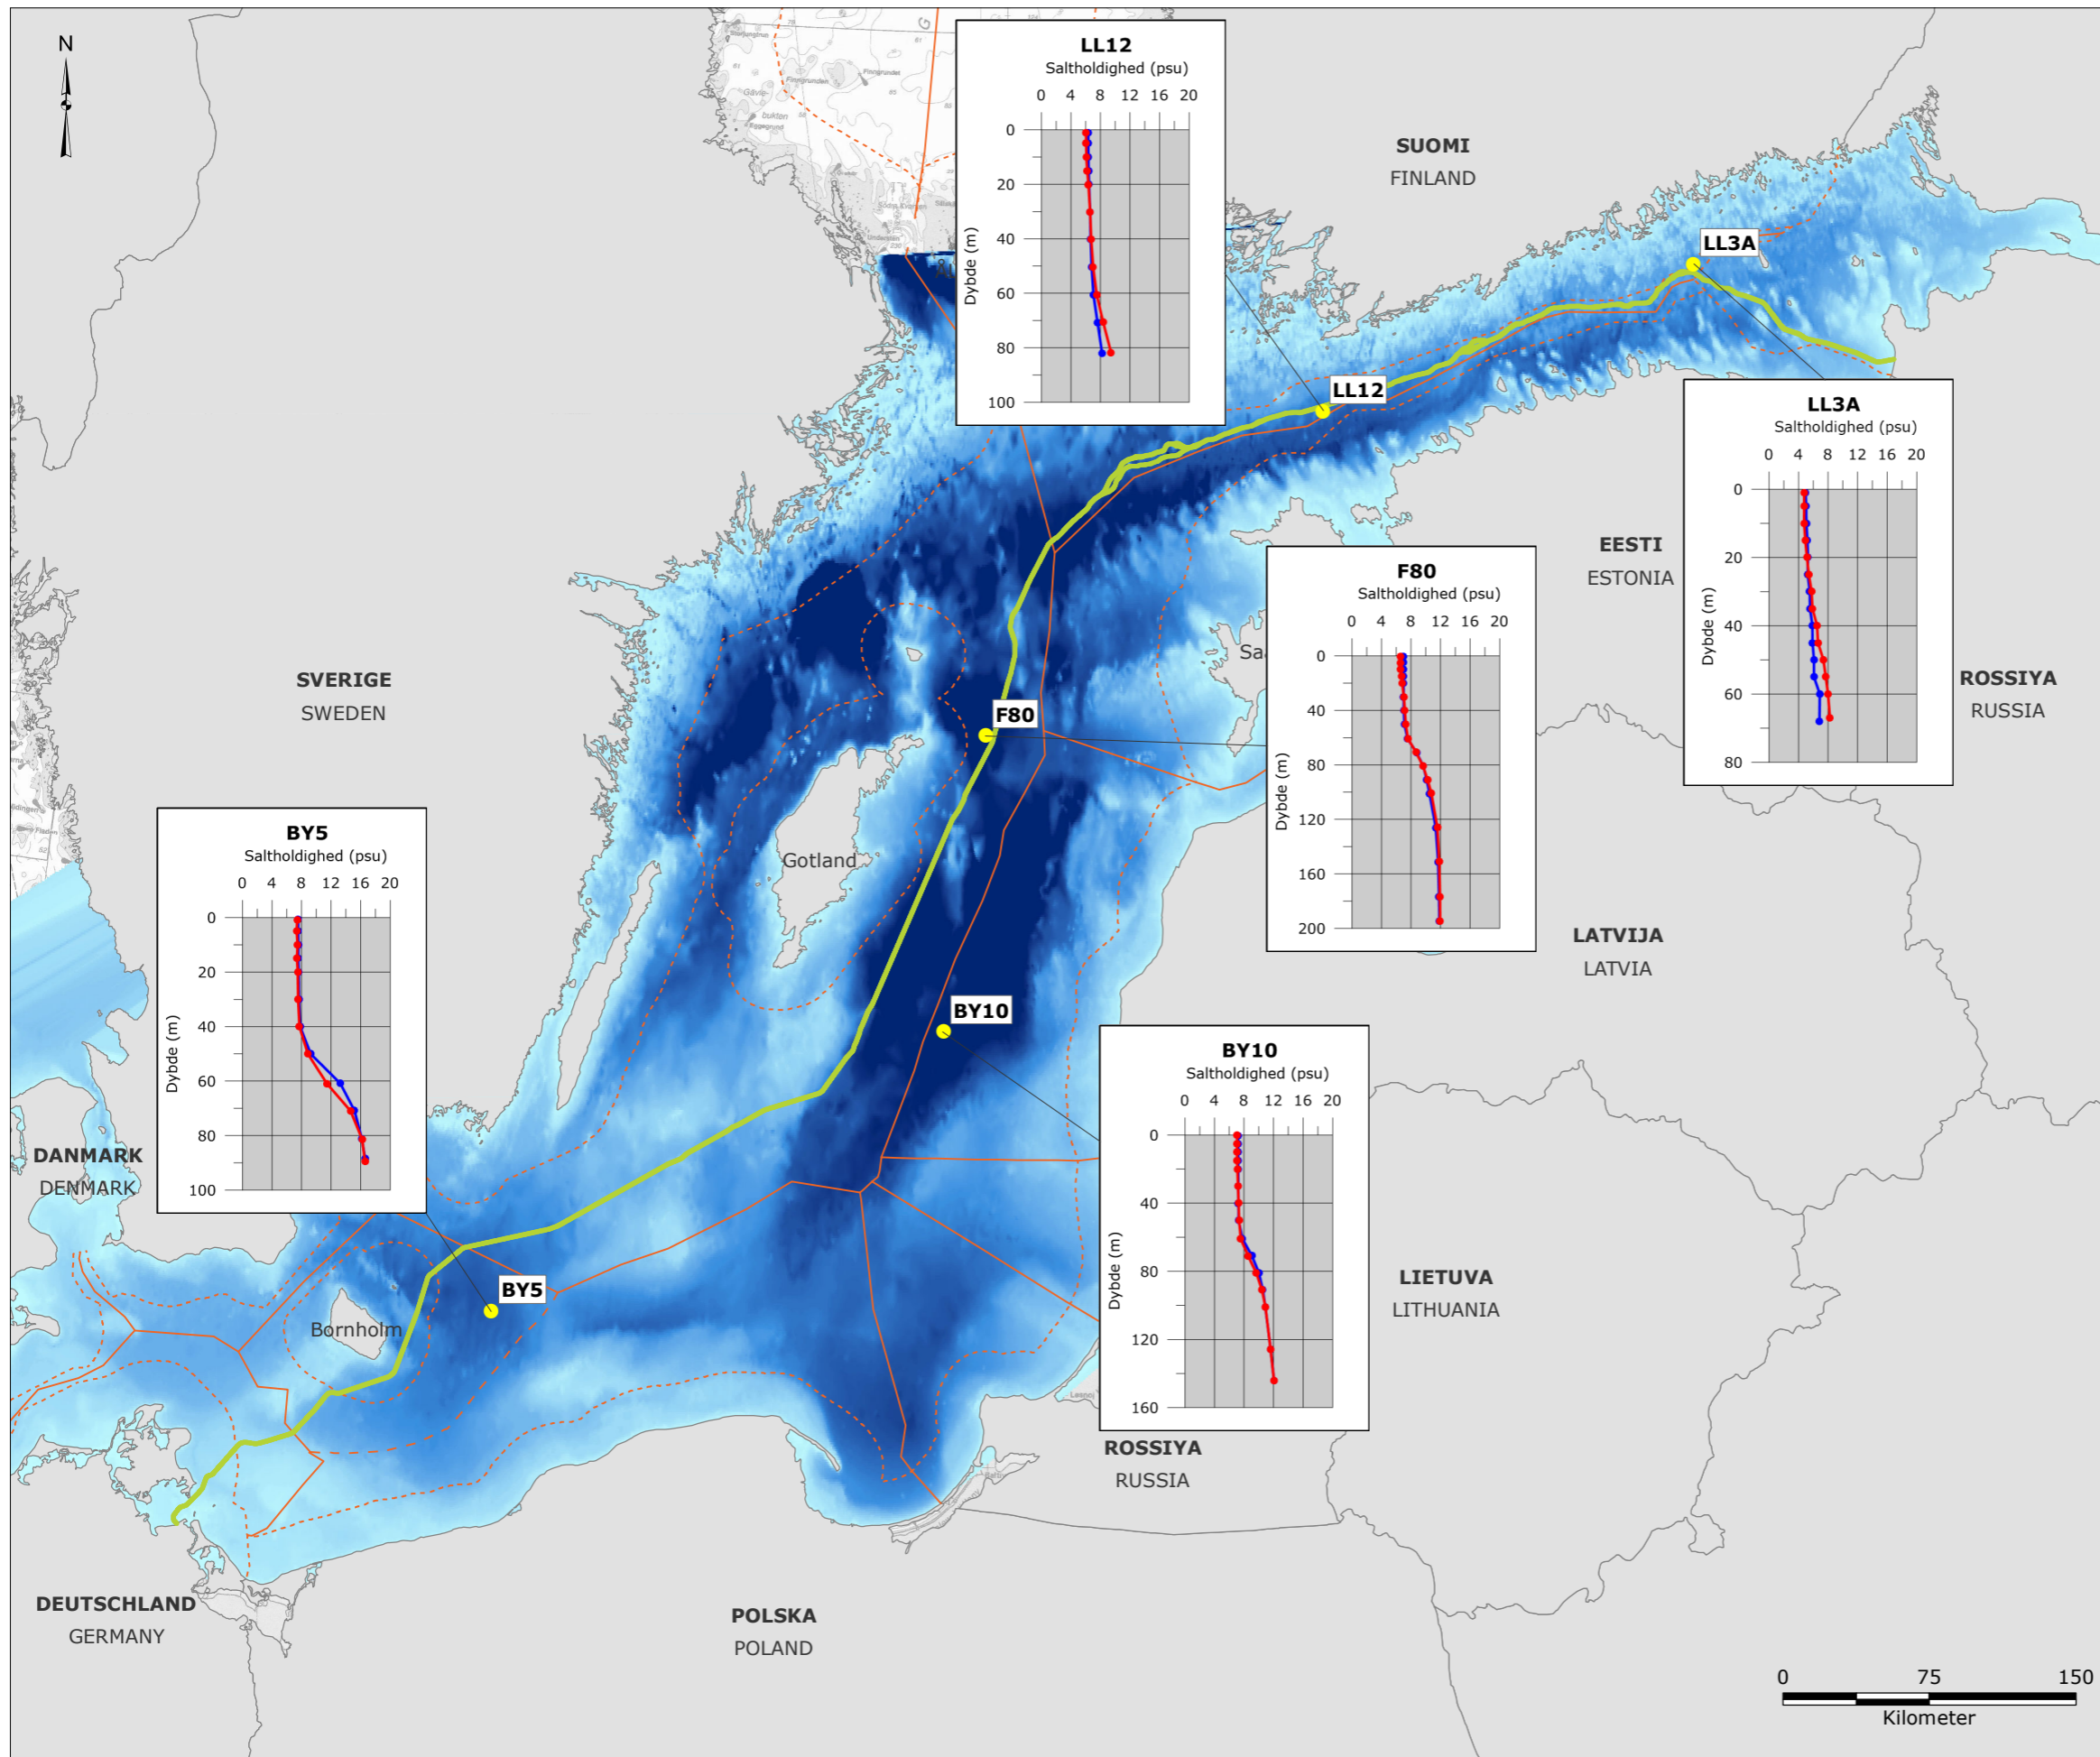 N
LL12
Saltholdighed (psu)
0 4 8 12 16 20
0
20
40
60
80
100
Dybde (m)
SUOMI
FINLAND
LL3A
LL12
LL3A
Saltholdighed (psu)
0 4 8 12 16 20
0
20
40
60
80
Dybde (m)
EESTI
ESTONIA
F80
Saltholdighed (psu)
0 4 8 12 16 20
0
40
80
120
160
200
Dybde (m)
ROSSIYA
RUSSIA
SVERIGE
SWEDEN
F80
Gotland
BY5
Saltholdighed (psu)
0 4 8 12 16 20
0
20
40
60
80
100
Dybde (m)
LATVIJA
LATVIA
BY10
BY10
Saltholdighed (psu)
0 4 8 12 16 20
0
40
80
120
160
Dybde (m)
DANMARK
DENMARK
BY5
Bornholm
LIETUVA
LITHUANIA
ROSSIYA
RUSSIA
DEUTSCHLAND
GERMANY
POLSKA
POLAND
0 75 150
Kilometer